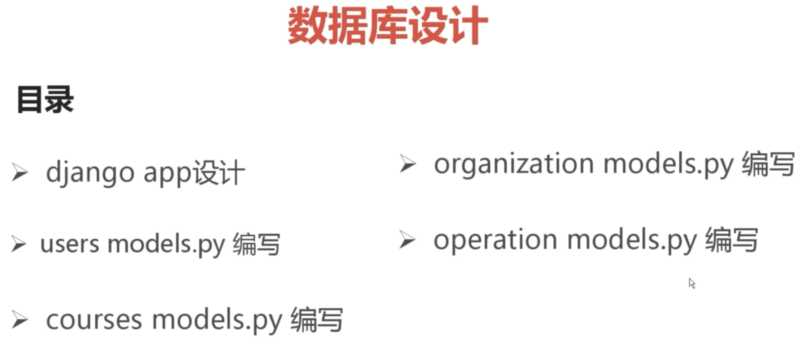 数据库设计
目录
django app设计
users models.py 编写
courses models.py 编写
organization models.py 编写
operation models.py 编写